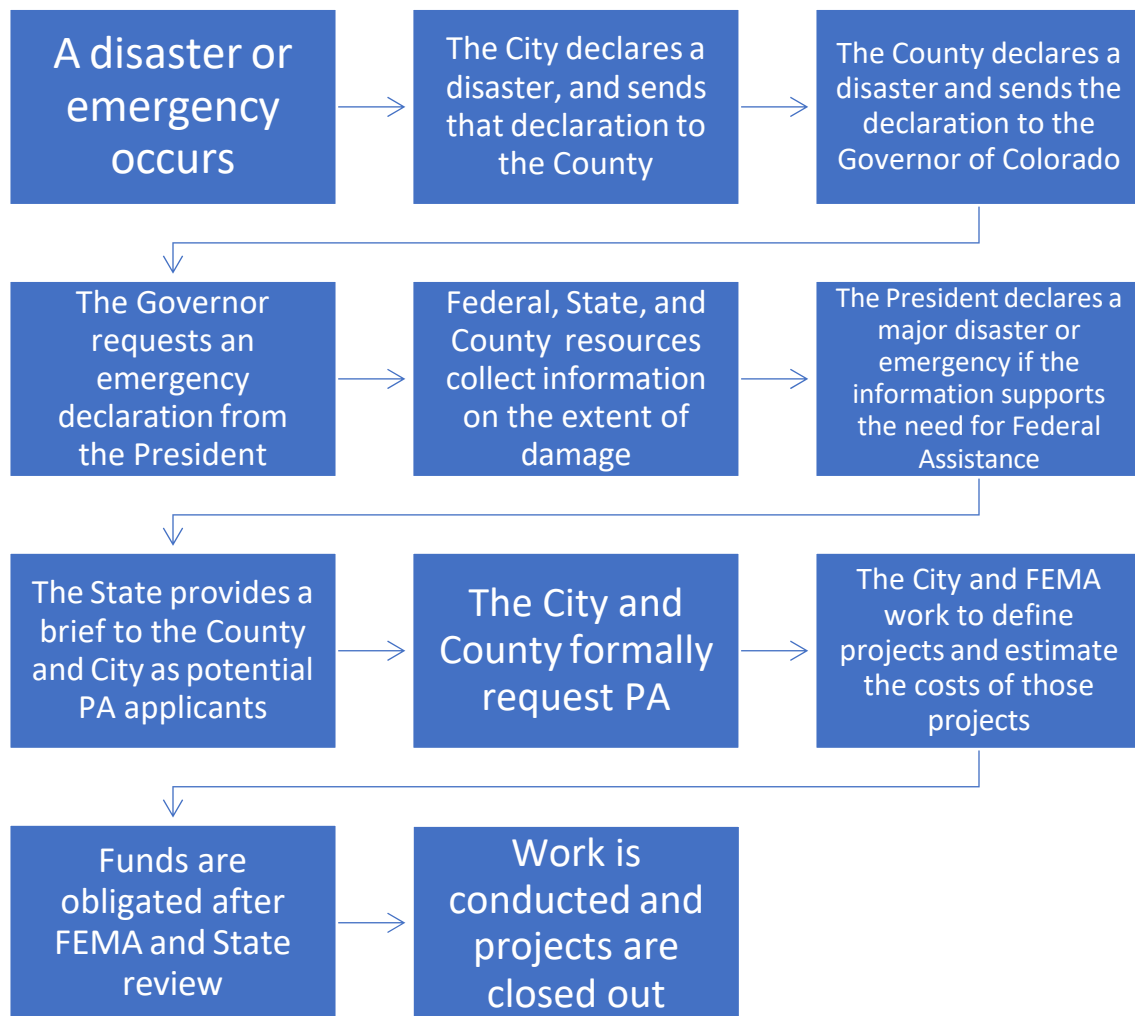 A disaster or
emergency
occurs
The City declares a
disaster, and sends
that declaration to
the County
The County declares a
disaster and sends the
declaration to the
Governor of Colorado
The Governor
requests an
emergency
declaration from
the President
Federal, State, and
County resources
collect information
on the extent of
damage
The President declares a
major disaster or
emergency if the
information supports
the need for Federal
Assistance
The State provides a
brief to the County
and City as potential
PA applicants
The City and
County formally
request PA
The City and FEMA
work to define
projects and estimate
the costs of those
projects
Funds are
obligated after
FEMA and State
review
Work is
conducted and
projects are
closed out